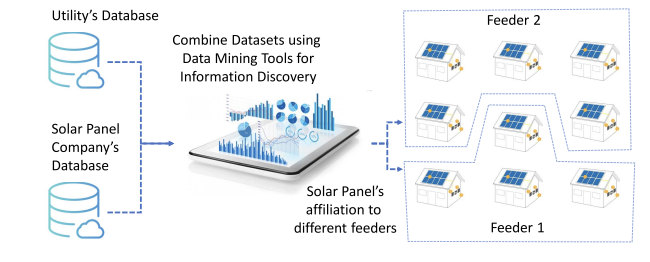 Utility's Database
Solar Panel
Company's
Database
Combine Datasets using
Data Mining Tools for
Information Discovery
Solar Panel's
affiliation to
different feeders
Feeder 2
Feeder 1